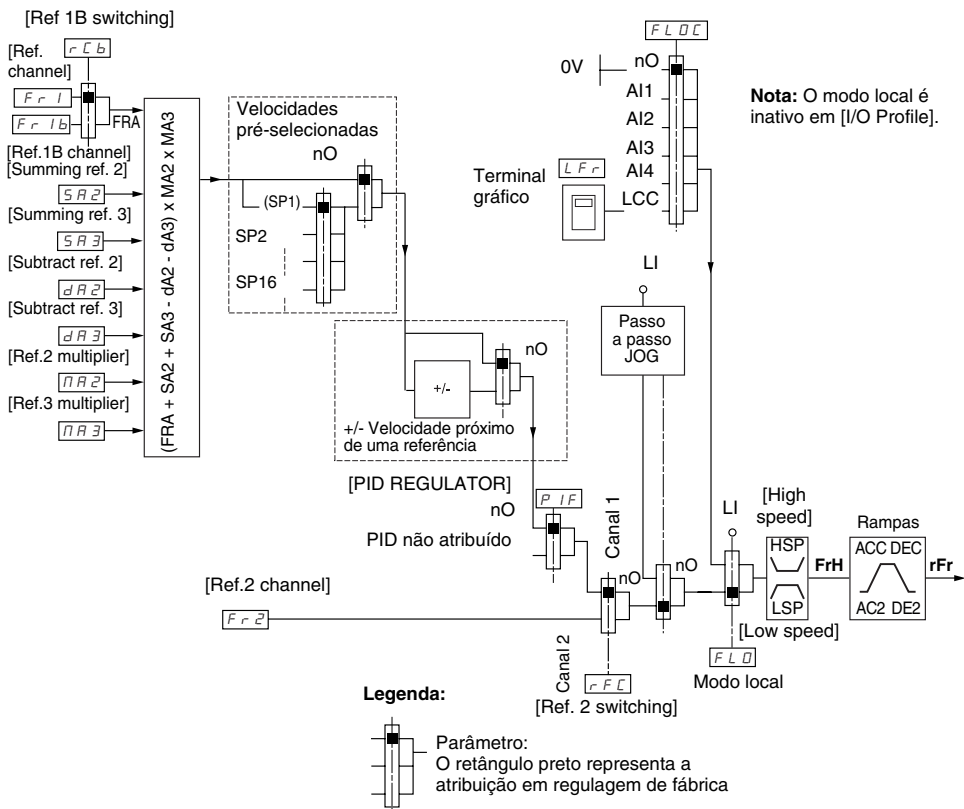 [Ref 1B switching]
rCb
[Ref.
channel]
Fr1
Fr1b
FRA
[Ref.1B channel]
[Summing ref. 2]
SA2
[Summing ref. 3]
SA3
[Subtract ref. 2]
dA2
[Subtract ref. 3]
dA3
[Ref.2 multiplier]
MA2
[Ref.3 multiplier]
MA3
(FRA + SA2 + SA3 - dA2 - dA3) x MA2 x MA3
Velocidades
pré-selecionadas
nO
(SP1)
SP2
SP16
nO
+/-
+/- Velocidade próximo
de uma referência
[PID REGULATOR]
nO
PIF
PID não atribuído
[Ref.2 channel]
Fr2
Canal 1
nO
Canal 2
rFC
[Ref. 2 switching]
FLOC
0V
nO
AI1
AI2
AI3
AI4
LCC
LFr
Terminal
gráfico
Nota: O modo local é
inativo em [I/O Profile].
LI
Passo
a passo
JOG
nO
LI
[High
speed]
HSP
LSP
[Low speed]
FLO
Modo local
FrH
Rampas
ACC DEC
AC2 DE2
rFr
Legenda:
Parâmetro:
O retângulo preto representa a
atribuição em regulagem de fábrica